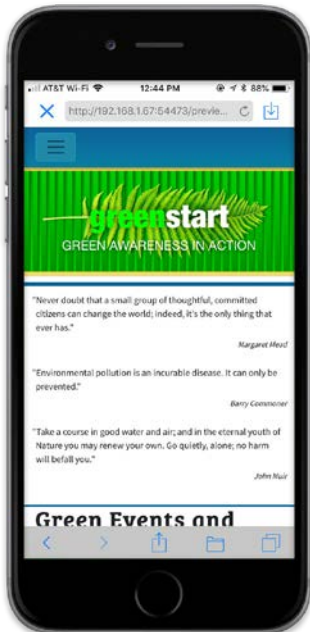 AT&T Wi-Fi 12:44 PM 88%
http://192.168.1.67:54473/previe...
greenstart
GREEN AWARENESS IN ACTION
"Never doubt that a small group of thoughtful, committed
citizens can change the world; indeed, it's the only thing that
ever has."
Margaret Mead
"Environmental pollution is an incurable disease. It can only be
prevented."
Barry Commoner
"Take a course in good water and air; and in the eternal youth of
Nature you may renew your own. Go quietly, alone; no harm
will befall you."
John Muir
Green Events and